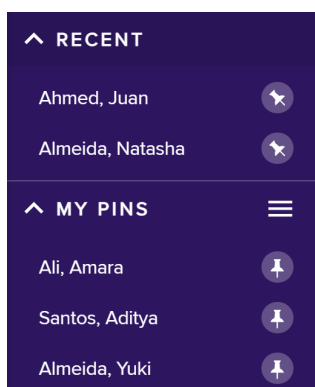 RECENT
Ahmed, Juan
Almeida, Natasha
MY PINS
Ali, Amara
Santos, Aditya
Almeida, Yuki